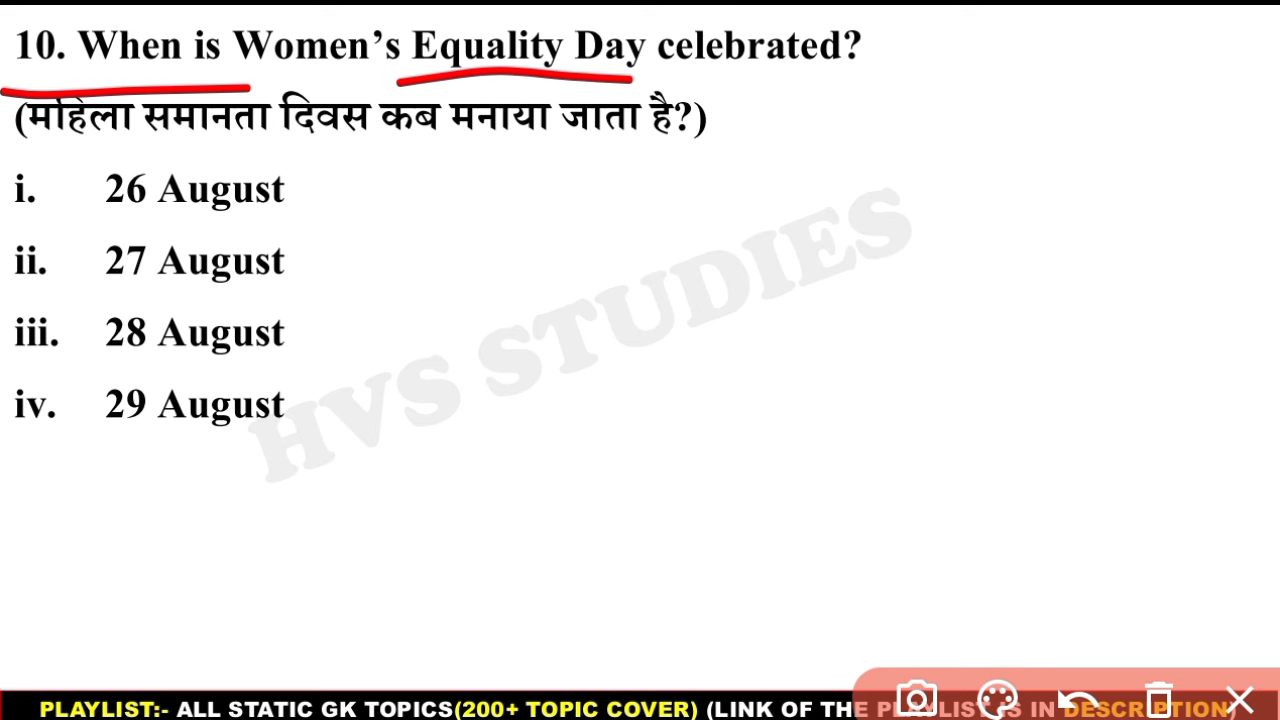 10. When is Women’s Equality Day celebrated?
(महिला समानता दिवस कब मनाया जाता है?)
i. 26 August
ii. 27 August
iii. 28 August
iv. 29 August
HVS STUDIES
PLAYLIST:- ALL STATIC GK TOPICS(200+ TOPIC COVER) (LINK OF THE PLAYLIST IS IN DESCRIPTION)